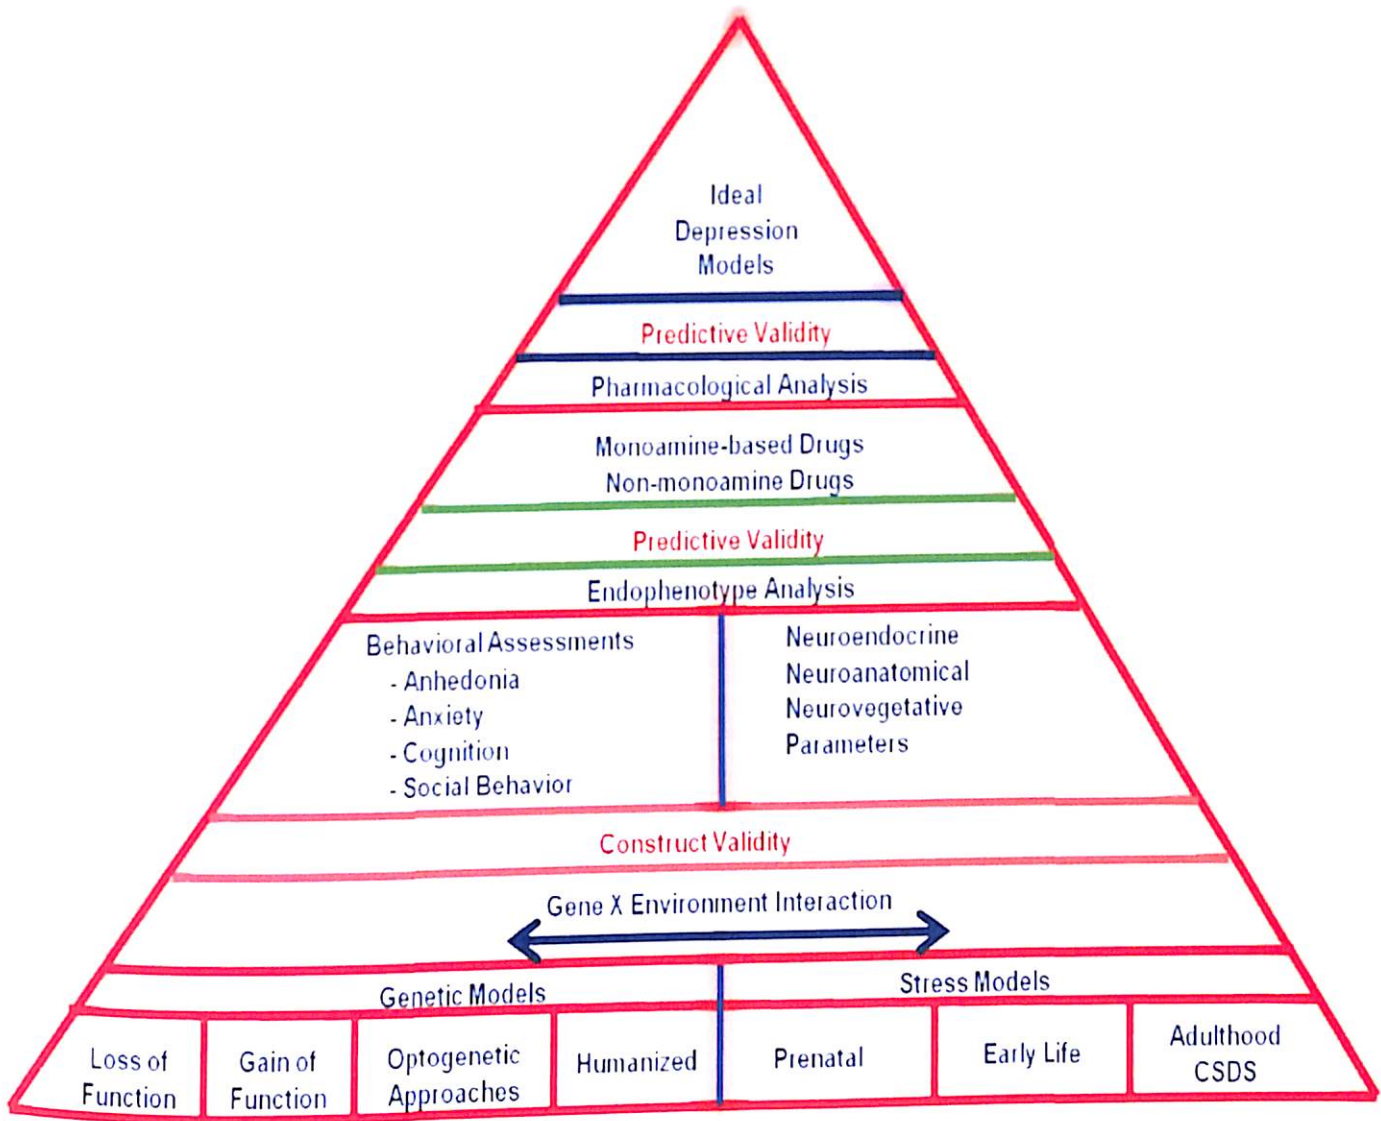 Ideal
Depression
Models
Predictive Validity
Pharmacological Analysis
Monoamine-based Drugs
Non-monoamine Drugs
Predictive Validity
Endophenotype Analysis
Behavioral Assessments
- Anhedonia
- Anxiety
- Cognition
- Social Behavior
Neuroendocrine
Neuroanatomical
Neurovegetative
Parameters
Construct Validity
Gene X Environment Interaction
Genetic Models
Stress Models
Loss of
Function
Gain of
Function
Optogenetic
Approaches
Humanized
Prenatal
Early Life
Adulthood
CSDS